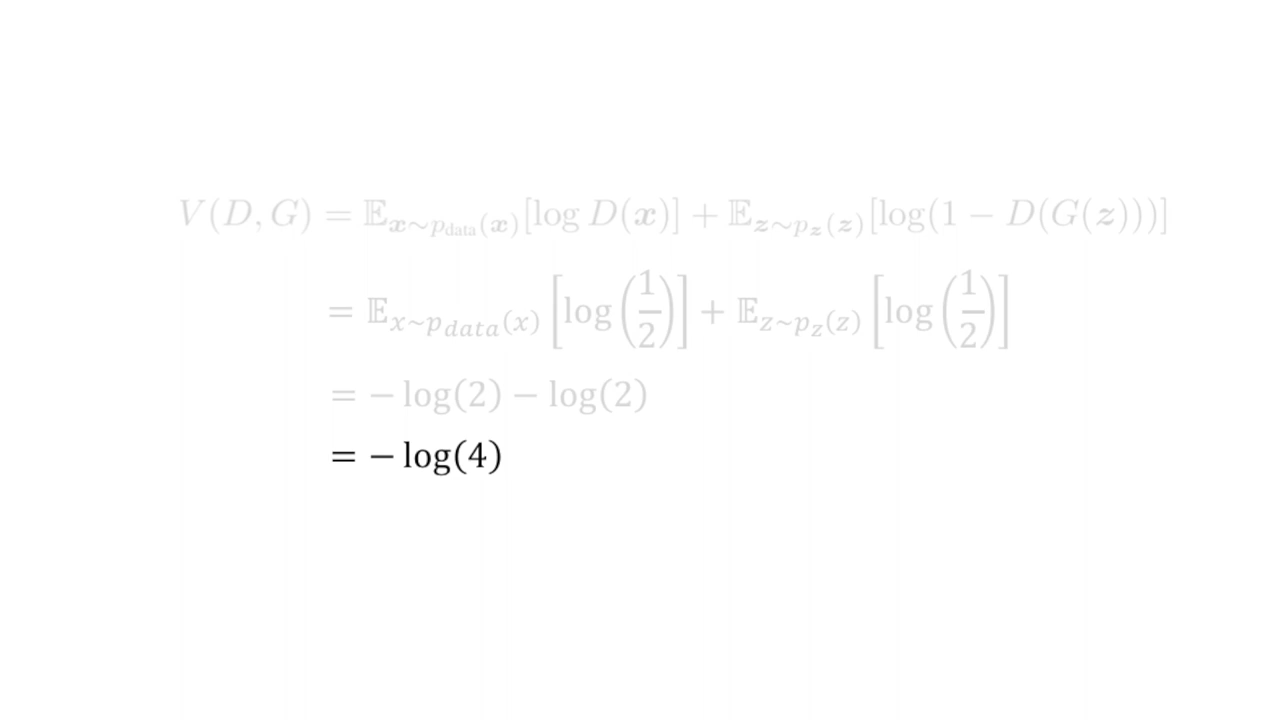 V(D, G) = 𝔼_{x∼p_data(x)}[log D(x)] + 𝔼_{z∼p_z(z)}[log(1 − D(G(z)))]
= 𝔼_{x~p_data(x)} [log(1/2)] + 𝔼_{z~p_z(z)} [log(1/2)]
= − log(2) − log(2)
= − log(4)